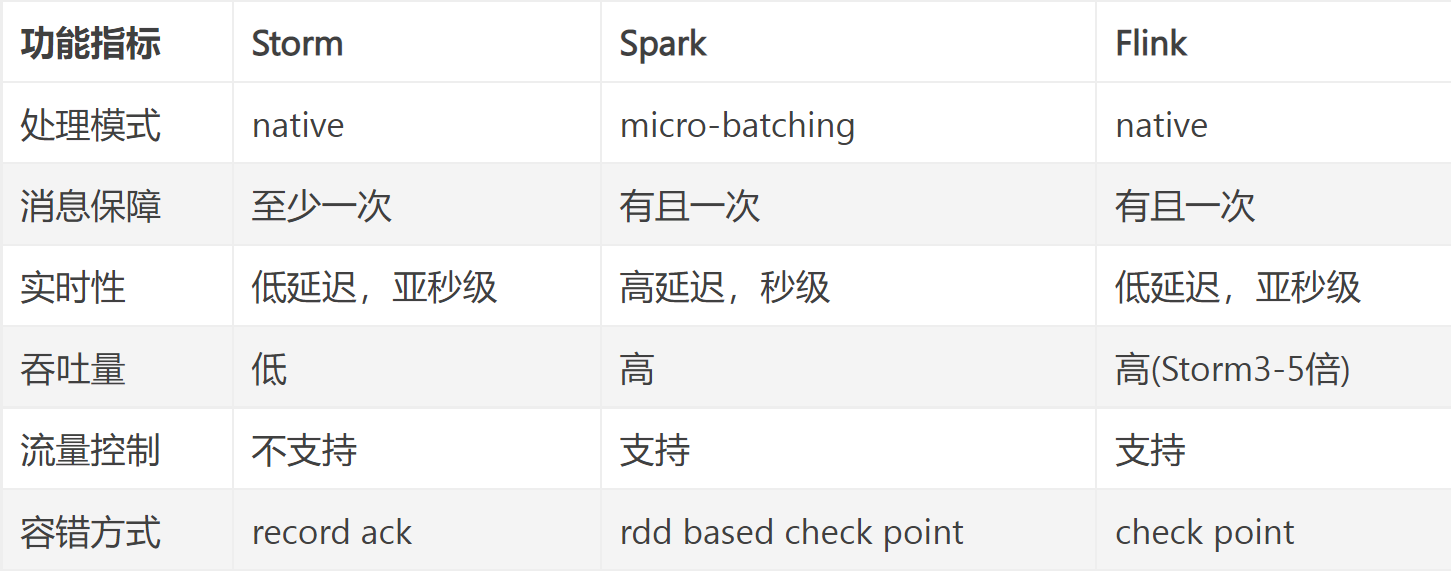 功能指标 Storm Spark Flink
处理模式 native micro-batching native
消息保障 至少一次 有且一次 有且一次
实时性 低延迟，亚秒级 高延迟，秒级 低延迟，亚秒级
吞吐量 低 高 高(Storm3-5倍)
流量控制 不支持 支持 支持
容错方式 record ack rdd based check point check point